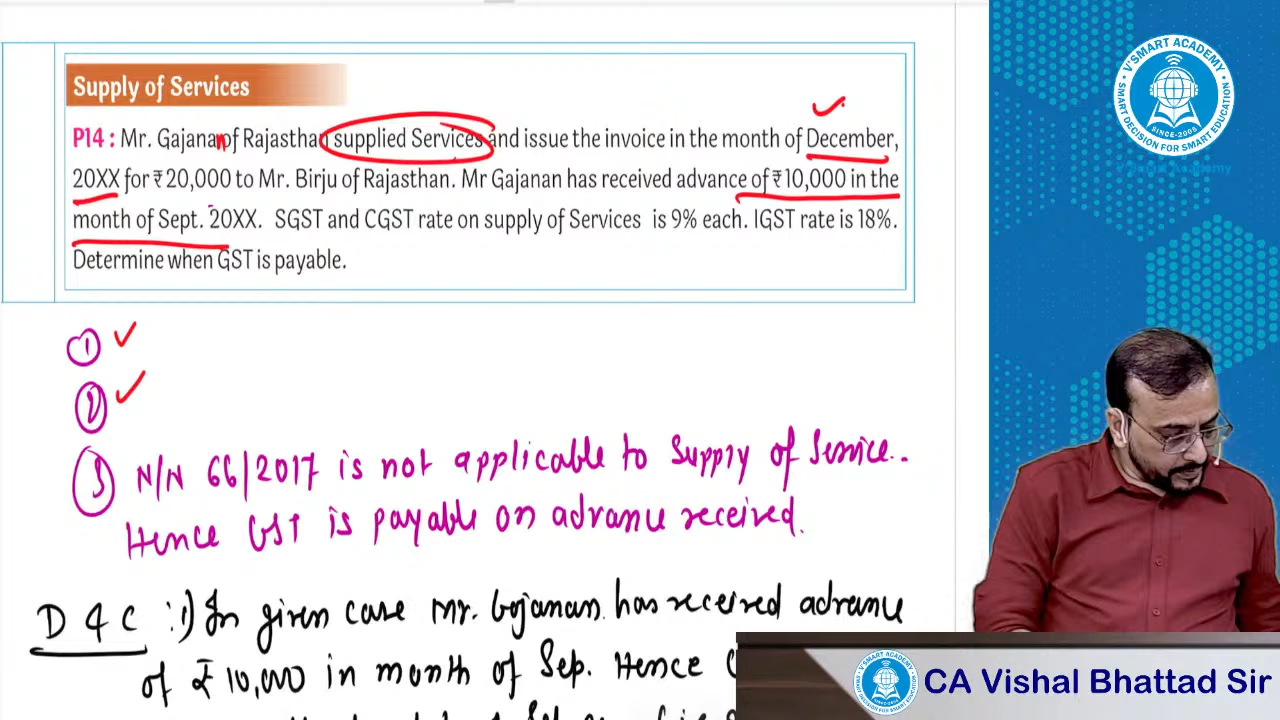 Supply of Services
P14 : Mr. Gajanan of Rajasthan supplied Services and issue the invoice in the month of December,
20XX for ₹20,000 to Mr. Birju of Rajasthan. Mr Gajanan has received advance of ₹10,000 in the
month of Sept. 20XX. SGST and CGST rate on supply of Services is 9% each. IGST rate is 18%.
Determine when GST is payable.
①
②
③ N/N 66/2017 is not applicable to Supply of Service.
Hence GST is payable on advance received.
D & C :1) In given case Mr. Gajanan has received advance
of ₹10,000 in month of Sep. Hence
V'SMART ACADEMY
SINCE-2008
SMART DECISION FOR SMART EDUCATION
V'Smart Academy
CA Vishal Bhattad Sir